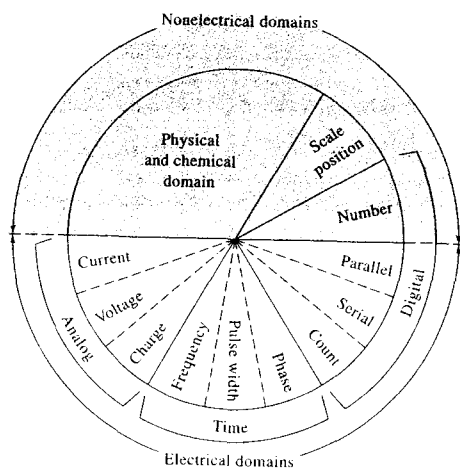 Nonelectrical domains
Physical
and chemical
domain
Scale
position
Number
Current
Voltage
Charge
Frequency
Pulse width
Phase
Count
Serial
Parallel
Analog
Time
Digital
Electrical domains